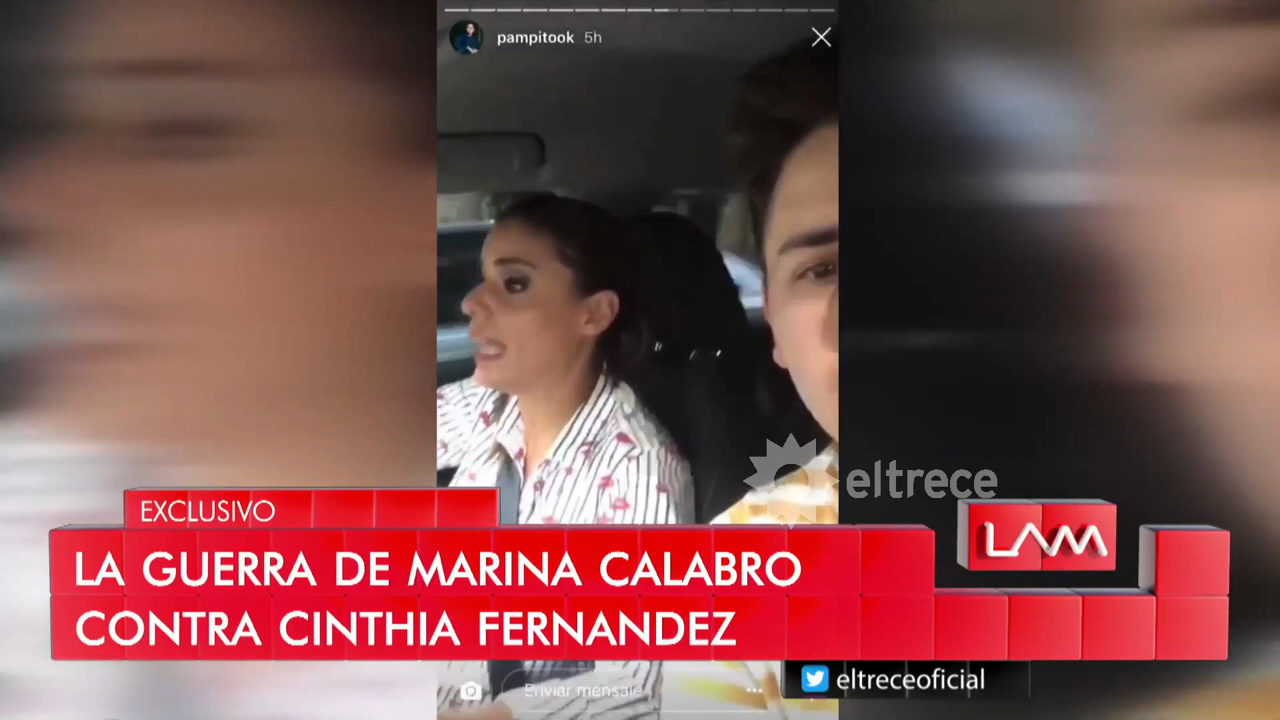 pampitook 5h
eltrece
EXCLUSIVO
LAM
LA GUERRA DE MARINA CALABRO
CONTRA CINTHIA FERNANDEZ
Enviar mensaje
eltreceoficial